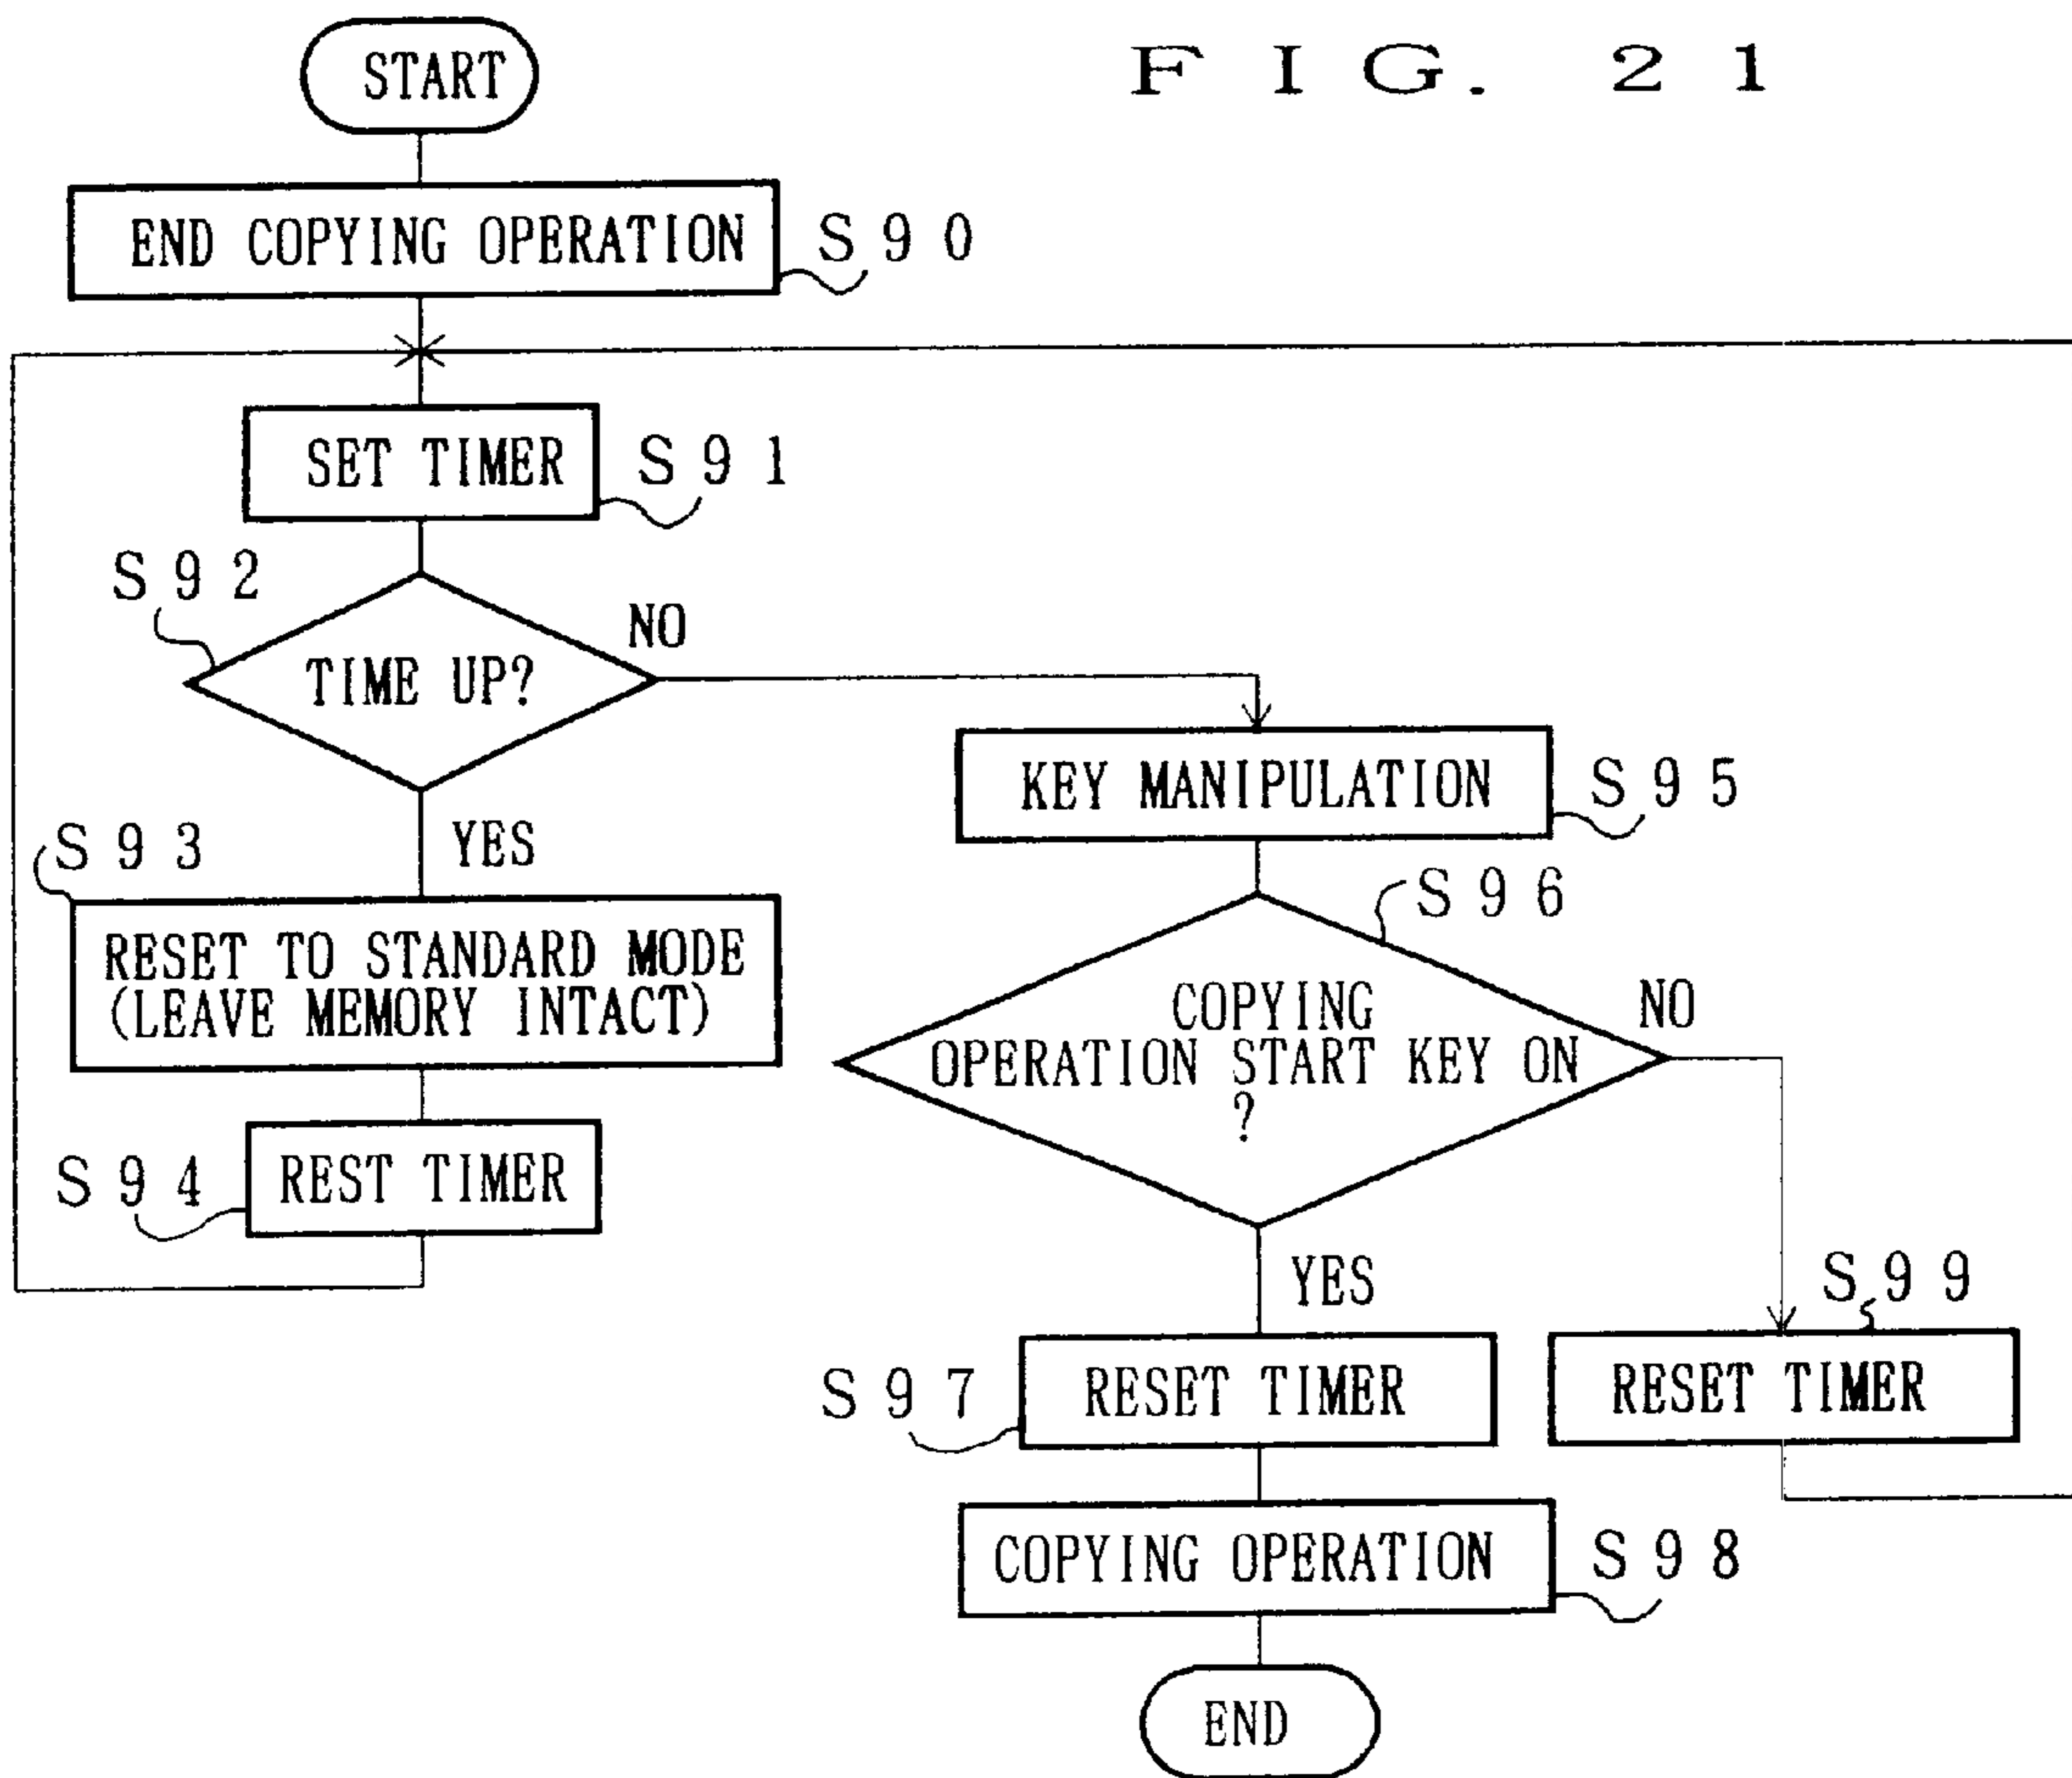 F I G. 2 1
START
END COPYING OPERATION
S 9 0
SET TIMER
S 9 1
S 9 2
TIME UP?
NO
YES
S 9 3
RESET TO STANDARD MODE
(LEAVE MEMORY INTACT)
S 9 4
REST TIMER
KEY MANIPULATION
S 9 5
S 9 6
COPYING
OPERATION START KEY ON
?
NO
YES
S 9 7
RESET TIMER
S 9 9
RESET TIMER
COPYING OPERATION
S 9 8
END